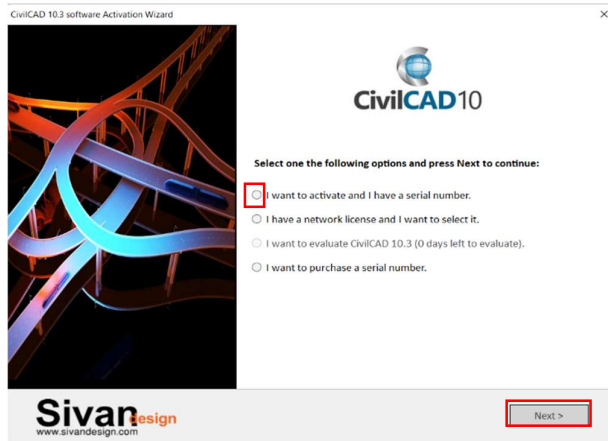 CivilCAD 10.3 software Activation Wizard
CivilCAD10
Select one the following options and press Next to continue:
I want to activate and I have a serial number.
I have a network license and I want to select it.
I want to evaluate CivilCAD 10.3 (0 days left to evaluate).
I want to purchase a serial number.
Sivan design
www.sivandesign.com
Next >